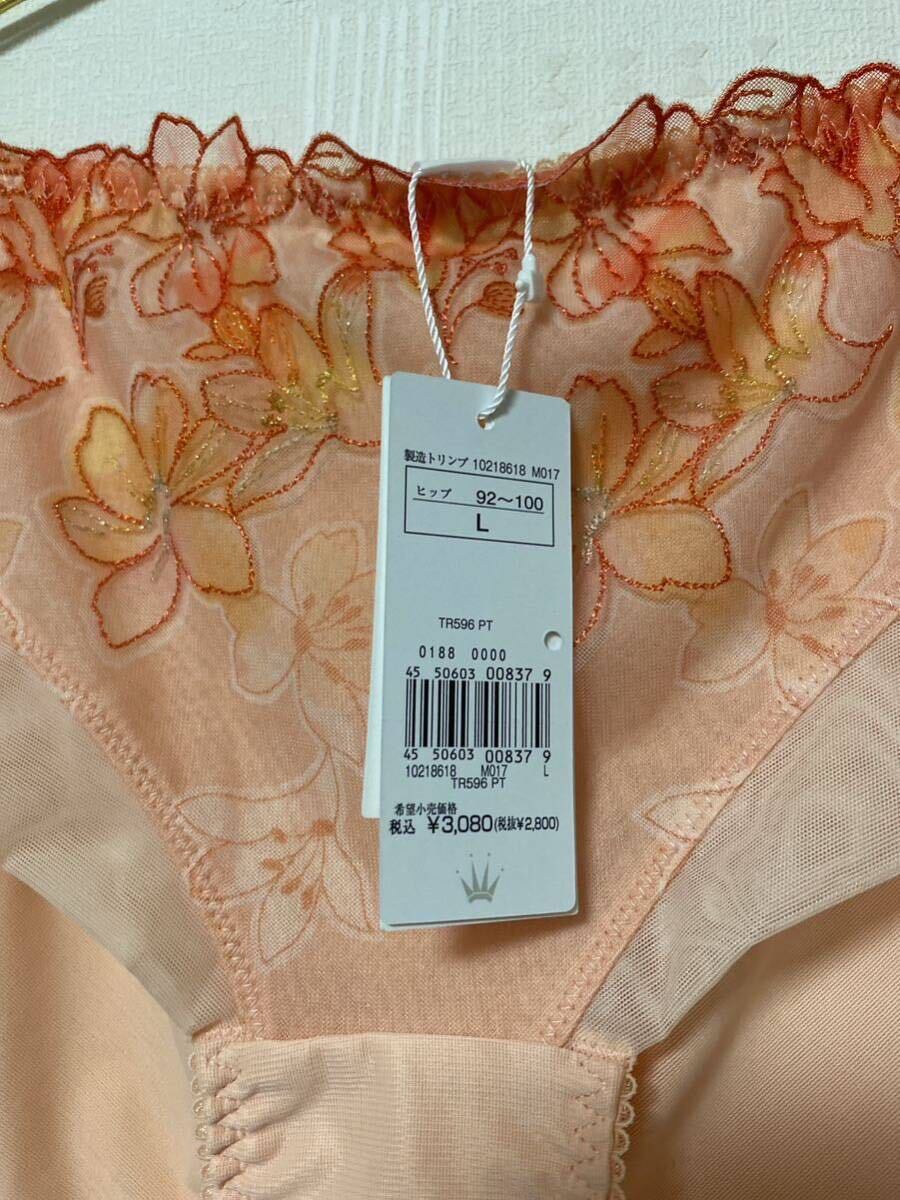 製造トリンプ 10218618 M017
ヒップ 92～100
L
TR596 PT
0188 0000
45 50603 00837 9
45 50603 00837 9
10218618 M017 L
TR596 PT
希望小売価格
税込 ¥3,080(税抜¥2,800)